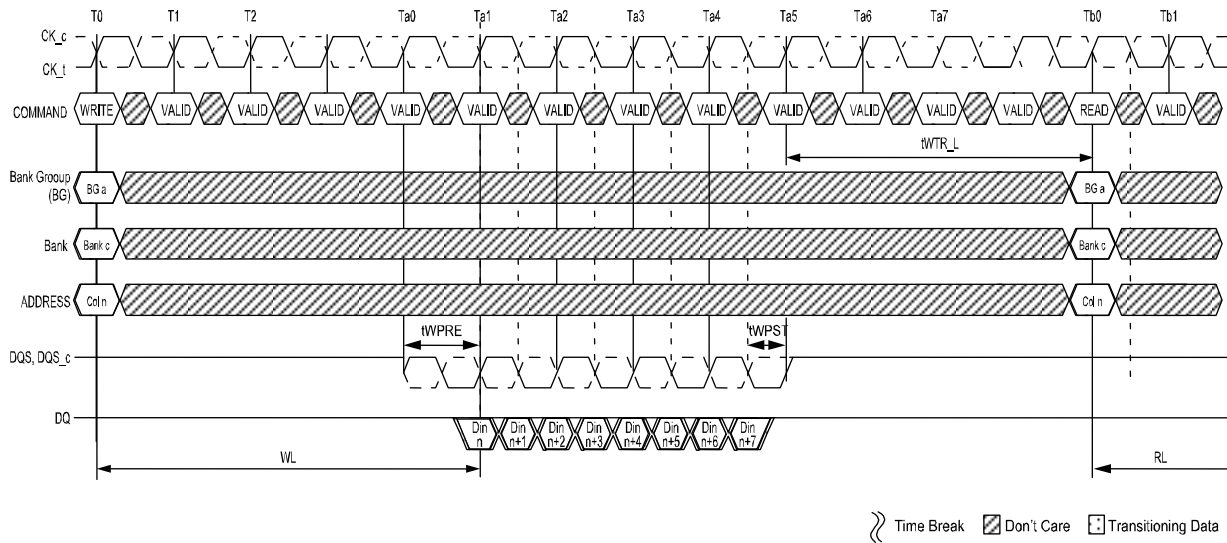 T0 T1 T2 Ta0 Ta1 Ta2 Ta3 Ta4 Ta5 Ta6 Ta7 Tb0 Tb1
CK_c
CK_t
COMMAND WRITE VALID VALID VALID VALID VALID VALID VALID VALID VALID VALID VALID VALID READ VALID
tWTR_L
Bank Grooup
(BG) BG a BG a
Bank Bank c Bank c
ADDRESS Col n Col n
tWPRE tWPST
DQS, DQS_c
DQ Din n Din n+1 Din n+2 Din n+3 Din n+4 Din n+5 Din n+6 Din n+7
WL RL
Time Break Don't Care Transitioning Data